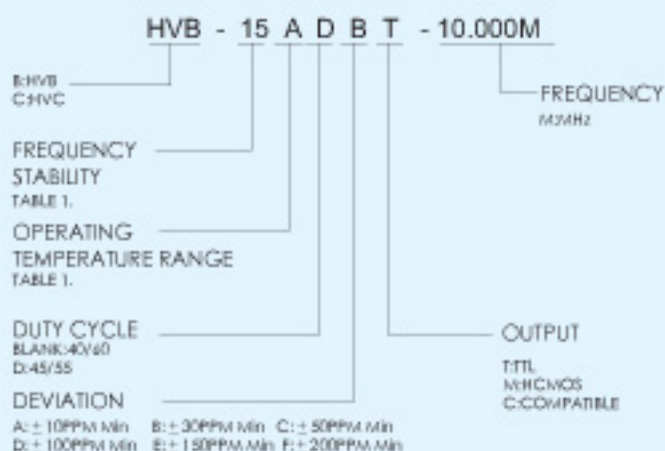 HVB - 15 A D B T - 10.000M
B:HVB
C:HVC
FREQUENCY
M:MHz
FREQUENCY
STABILITY
TABLE 1.
OPERATING
TEMPERATURE RANGE
TABLE 1.
DUTY CYCLE
BLANK:40/60
D:45/55
OUTPUT
T:TTL
M:HCMOS
C:COMPATIBLE
DEVIATION
A:±10PPM Min B:±30PPM Min C:±50PPM Min
D:±100PPM Min E:±150PPM Min F:±200PPM Min